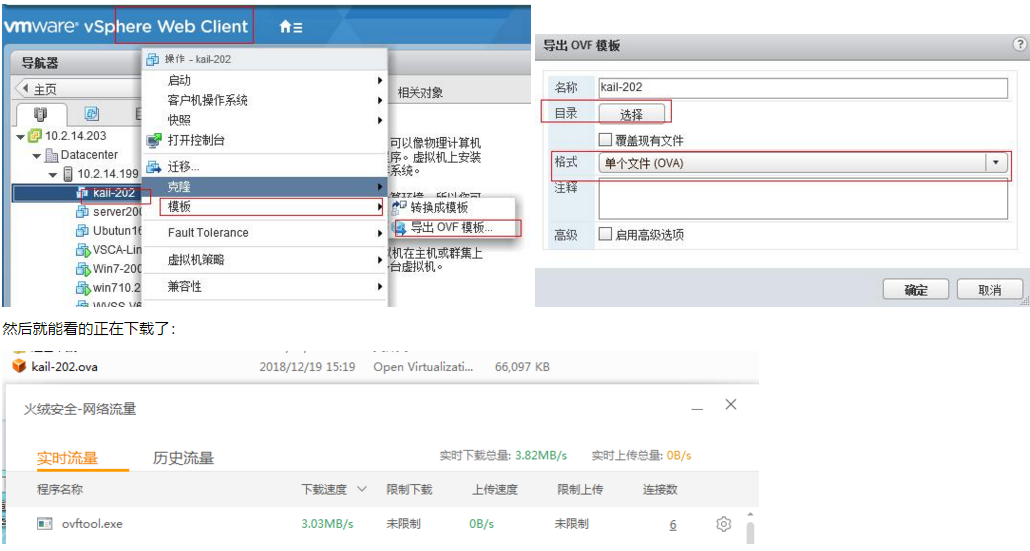 vmware® vSphere Web Client
导航器
主页
10.2.14.203
Datacenter
10.2.14.199
kail-202
server200
Ubutun16
VSCA-Lin
Win7-200
win710.2
操作 - kail-202
启动
客户机操作系统
快照
打开控制台
迁移...
克隆
模板
Fault Tolerance
虚拟机策略
兼容性
转换成模板
导出 OVF 模板...
相关对象
可以像物理计算机
序。虚拟机上安装
系统。
机在主机或群集上
台虚拟机。
导出 OVF 模板
名称
kail-202
目录
选择
覆盖现有文件
格式
单个文件 (OVA)
注释
高级
启用高级选项
确定
取消
然后就能看的正在下载了：
kail-202.ova 2018/12/19 15:19 Open Virtualizati... 66,097 KB
火绒安全-网络流量
实时流量 历史流量 实时下载总量: 3.82MB/s 实时上传总量: 0B/s
程序名称 下载速度 限制下载 上传速度 限制上传 连接数
ovftool.exe 3.03MB/s 未限制 0B/s 未限制 6